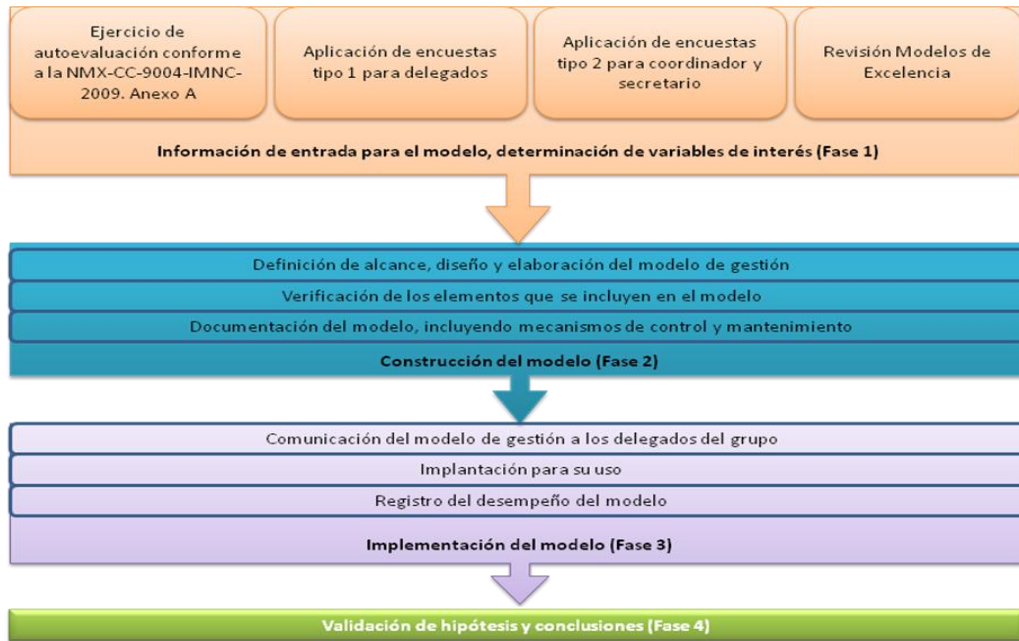 Ejercicio de
autoevaluación conforme
a la NMX-CC-9004-IMNC-
2009. Anexo A
Aplicación de encuestas
tipo 1 para delegados
Aplicación de encuestas
tipo 2 para coordinador y
secretario
Revisión Modelos de
Excelencia
Información de entrada para el modelo, determinación de variables de interés (Fase 1)
Definición de alcance, diseño y elaboración del modelo de gestión
Verificación de los elementos que se incluyen en el modelo
Documentación del modelo, incluyendo mecanismos de control y mantenimiento
Construcción del modelo (Fase 2)
Comunicación del modelo de gestión a los delegados del grupo
Implantación para su uso
Registro del desempeño del modelo
Implementación del modelo (Fase 3)
Validación de hipótesis y conclusiones (Fase 4)